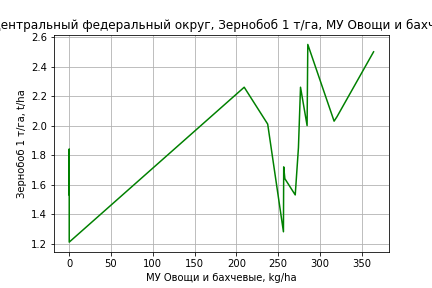 ентральный федеральный округ, Зернобоб 1 т/га, МУ Овощи и бахч
2.6
2.4
2.2
2.0
1.8
1.6
1.4
1.2
Зернобоб 1 т/га, t/ha
0 50 100 150 200 250 300 350
МУ Овощи и бахчевые, kg/ha